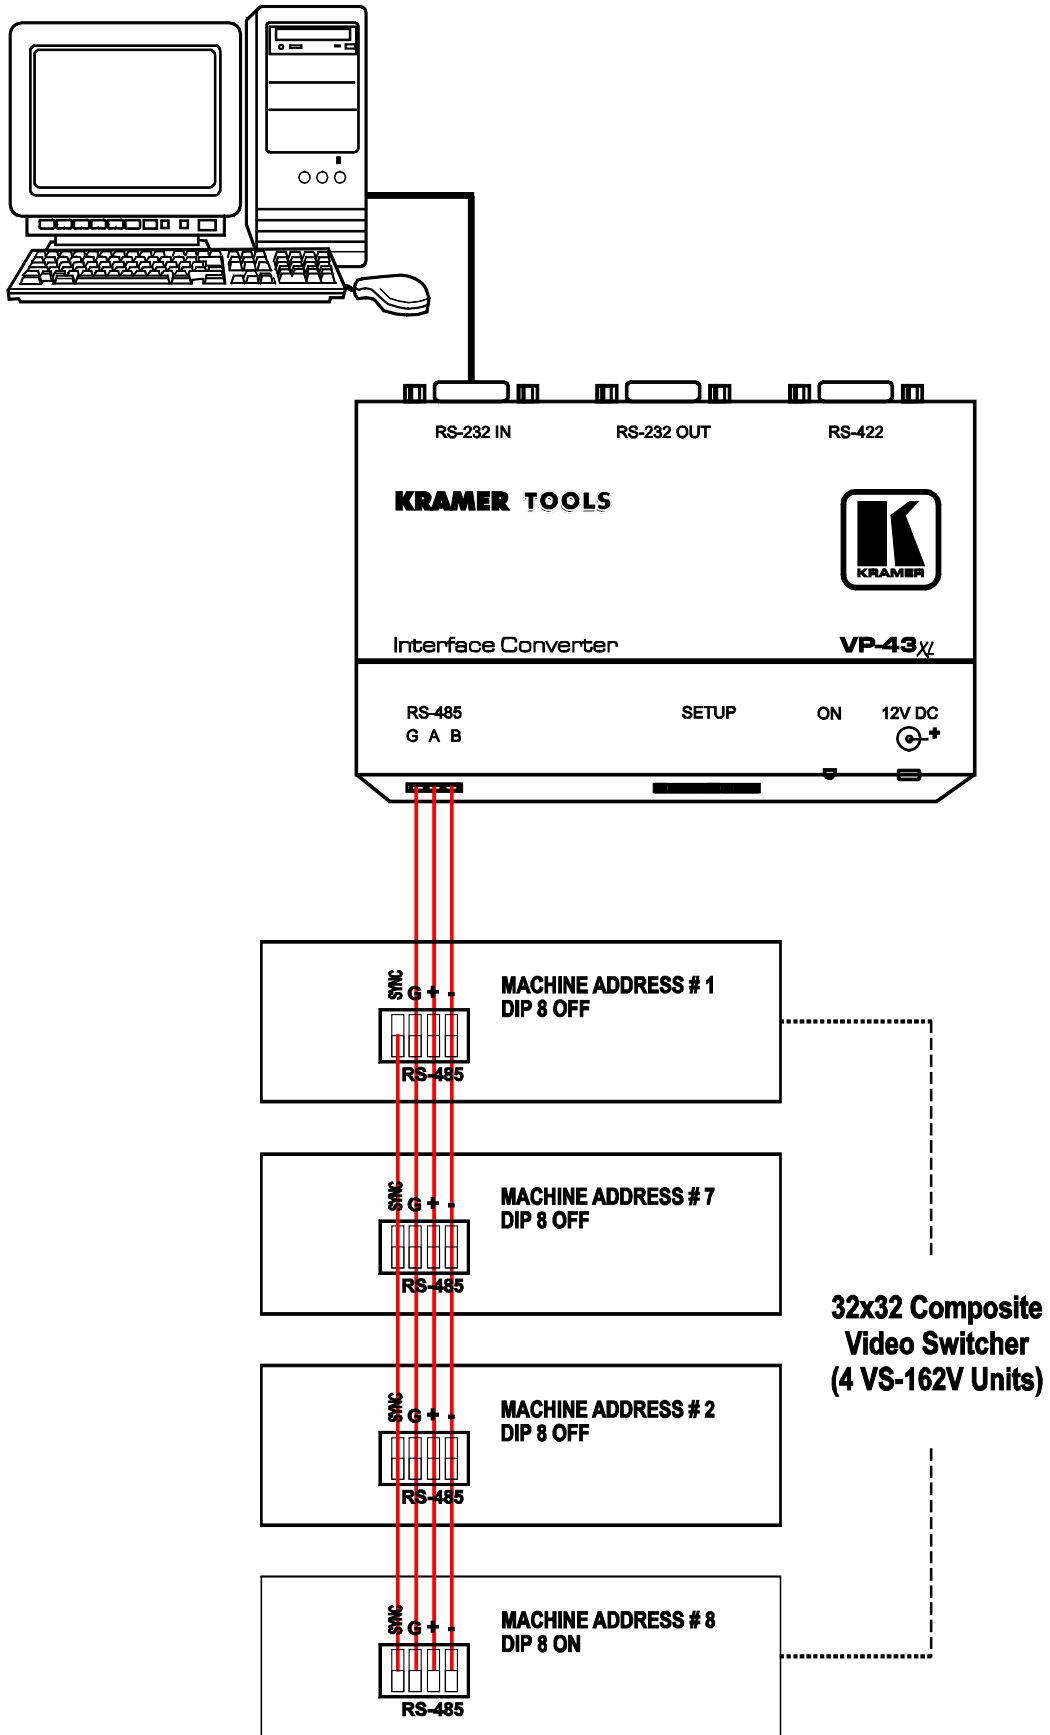 RS-232 IN RS-232 OUT RS-422
KRAMER TOOLS
K
KRAMER
Interface Converter VP-43XL
RS-485 SETUP ON 12V DC
G A B +
SYNC G + -
MACHINE ADDRESS # 1
DIP 8 OFF
RS-485
SYNC G + -
MACHINE ADDRESS # 7
DIP 8 OFF
RS-485
32x32 Composite
Video Switcher
(4 VS-162V Units)
SYNC G + -
MACHINE ADDRESS # 2
DIP 8 OFF
RS-485
SYNC G + -
MACHINE ADDRESS # 8
DIP 8 ON
RS-485